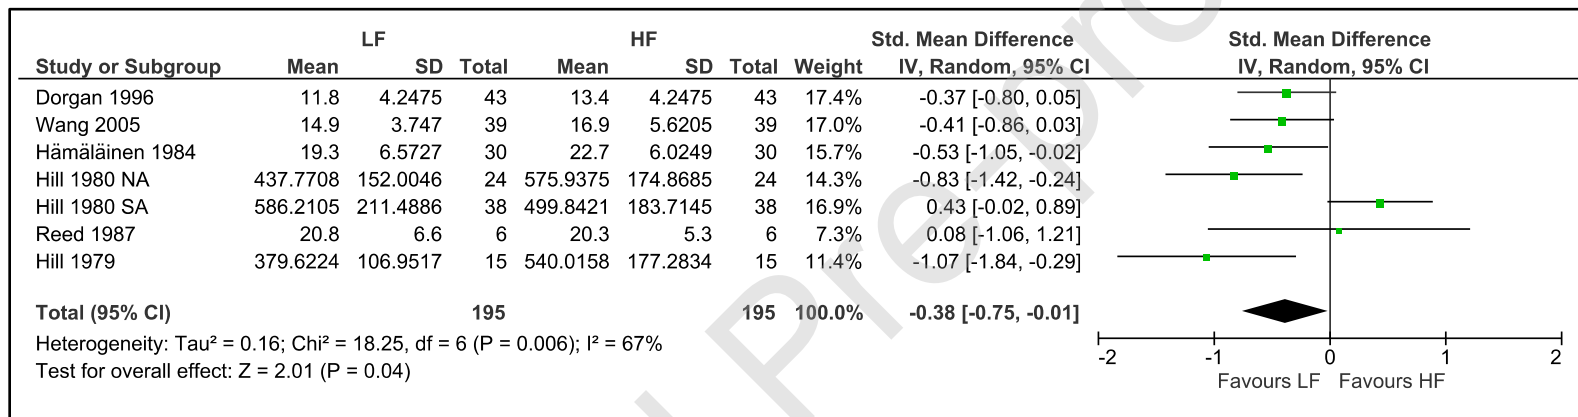 LF HF Std. Mean Difference Std. Mean Difference
Study or Subgroup Mean SD Total Mean SD Total Weight IV, Random, 95% CI IV, Random, 95% CI
Dorgan 1996 11.8 4.2475 43 13.4 4.2475 43 17.4% -0.37 [-0.80, 0.05]
Wang 2005 14.9 3.747 39 16.9 5.6205 39 17.0% -0.41 [-0.86, 0.03]
Hämäläinen 1984 19.3 6.5727 30 22.7 6.0249 30 15.7% -0.53 [-1.05, -0.02]
Hill 1980 NA 437.7708 152.0046 24 575.9375 174.8685 24 14.3% -0.83 [-1.42, -0.24]
Hill 1980 SA 586.2105 211.4886 38 499.8421 183.7145 38 16.9% 0.43 [-0.02, 0.89]
Reed 1987 20.8 6.6 6 20.3 5.3 6 7.3% 0.08 [-1.06, 1.21]
Hill 1979 379.6224 106.9517 15 540.0158 177.2834 15 11.4% -1.07 [-1.84, -0.29]
Total (95% CI) 195 195 100.0% -0.38 [-0.75, -0.01]
Heterogeneity: Tau² = 0.16; Chi² = 18.25, df = 6 (P = 0.006); I² = 67%
Test for overall effect: Z = 2.01 (P = 0.04)
-2 -1 0 1 2
Favours LF Favours HF
Pre-pro